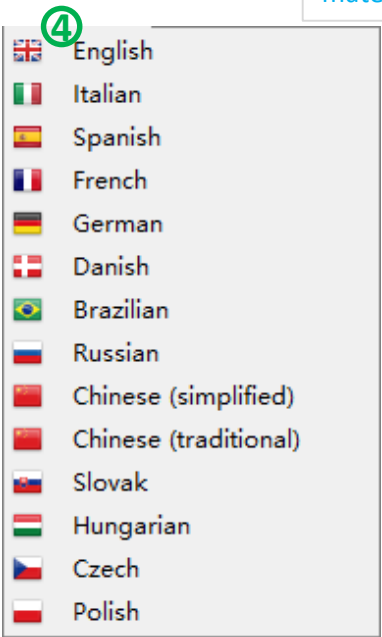 ④
English
Italian
Spanish
French
German
Danish
Brazilian
Russian
Chinese (simplified)
Chinese (traditional)
Slovak
Hungarian
Czech
Polish